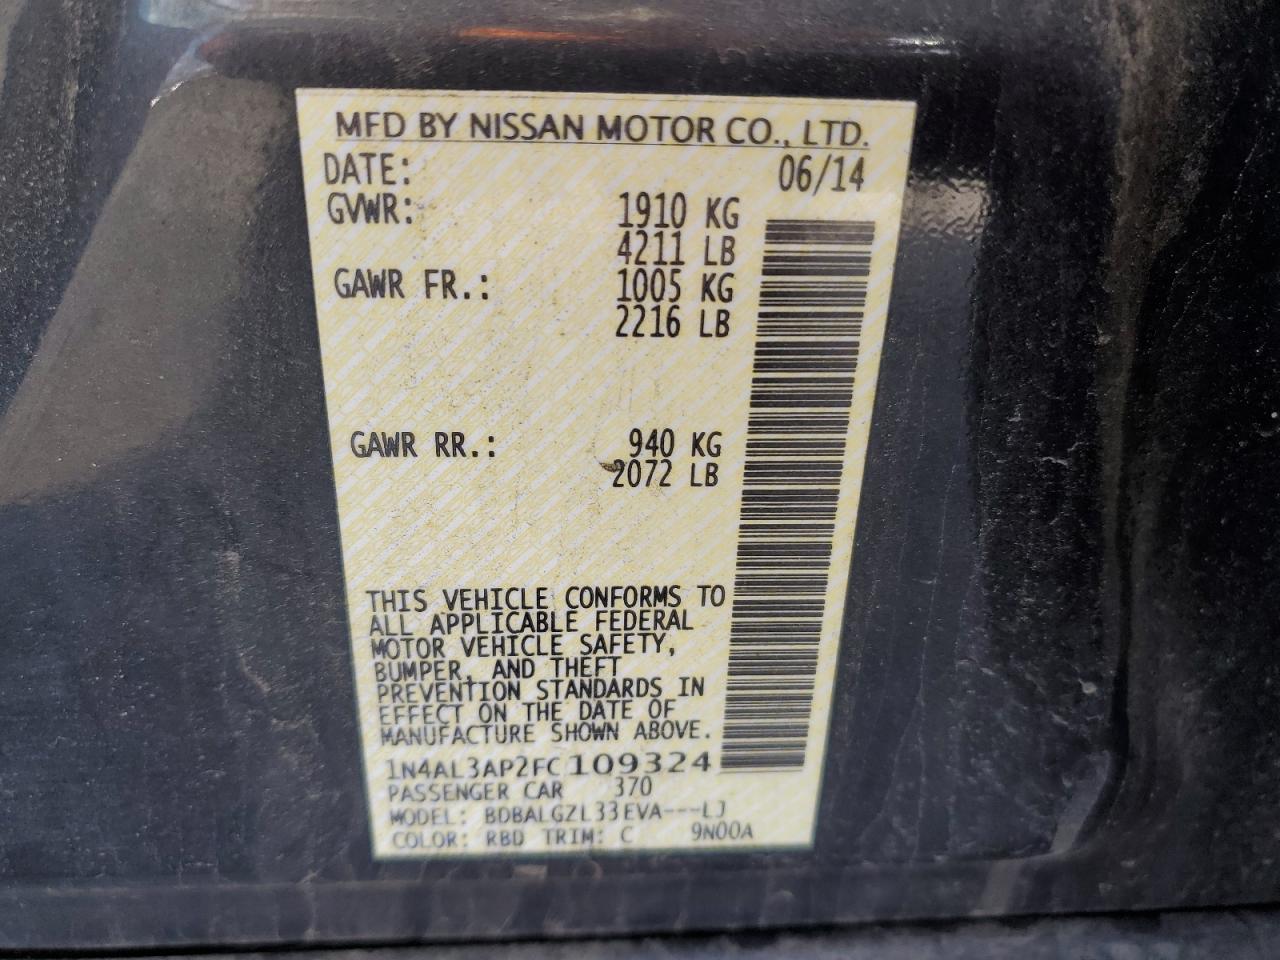 MFD BY NISSAN MOTOR CO., LTD.
DATE: 06/14
GVWR: 1910 KG
4211 LB
GAWR FR.: 1005 KG
2216 LB
GAWR RR.: 940 KG
2072 LB
THIS VEHICLE CONFORMS TO
ALL APPLICABLE FEDERAL
MOTOR VEHICLE SAFETY,
BUMPER, AND THEFT
PREVENTION STANDARDS IN
EFFECT ON THE DATE OF
MANUFACTURE SHOWN ABOVE.
1N4AL3AP2FC109324
PASSENGER CAR 370
MODEL: BDBALGZL33EVA---LJ
COLOR: RBD TRIM: C 9N00A